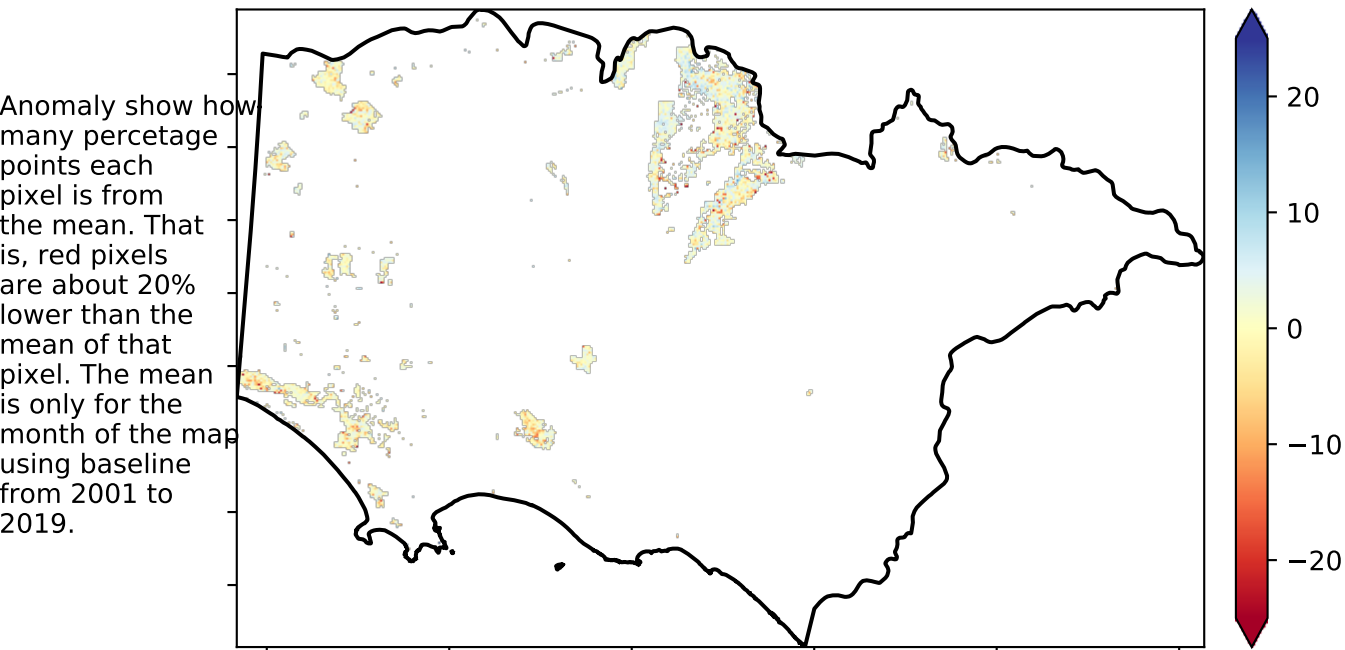 Anomaly show how
many percetage
points each
pixel is from
the mean. That
is, red pixels
are about 20%
lower than the
mean of that
pixel. The mean
is only for the
month of the map
using baseline
from 2001 to
2019.
20
10
0
−10
−20